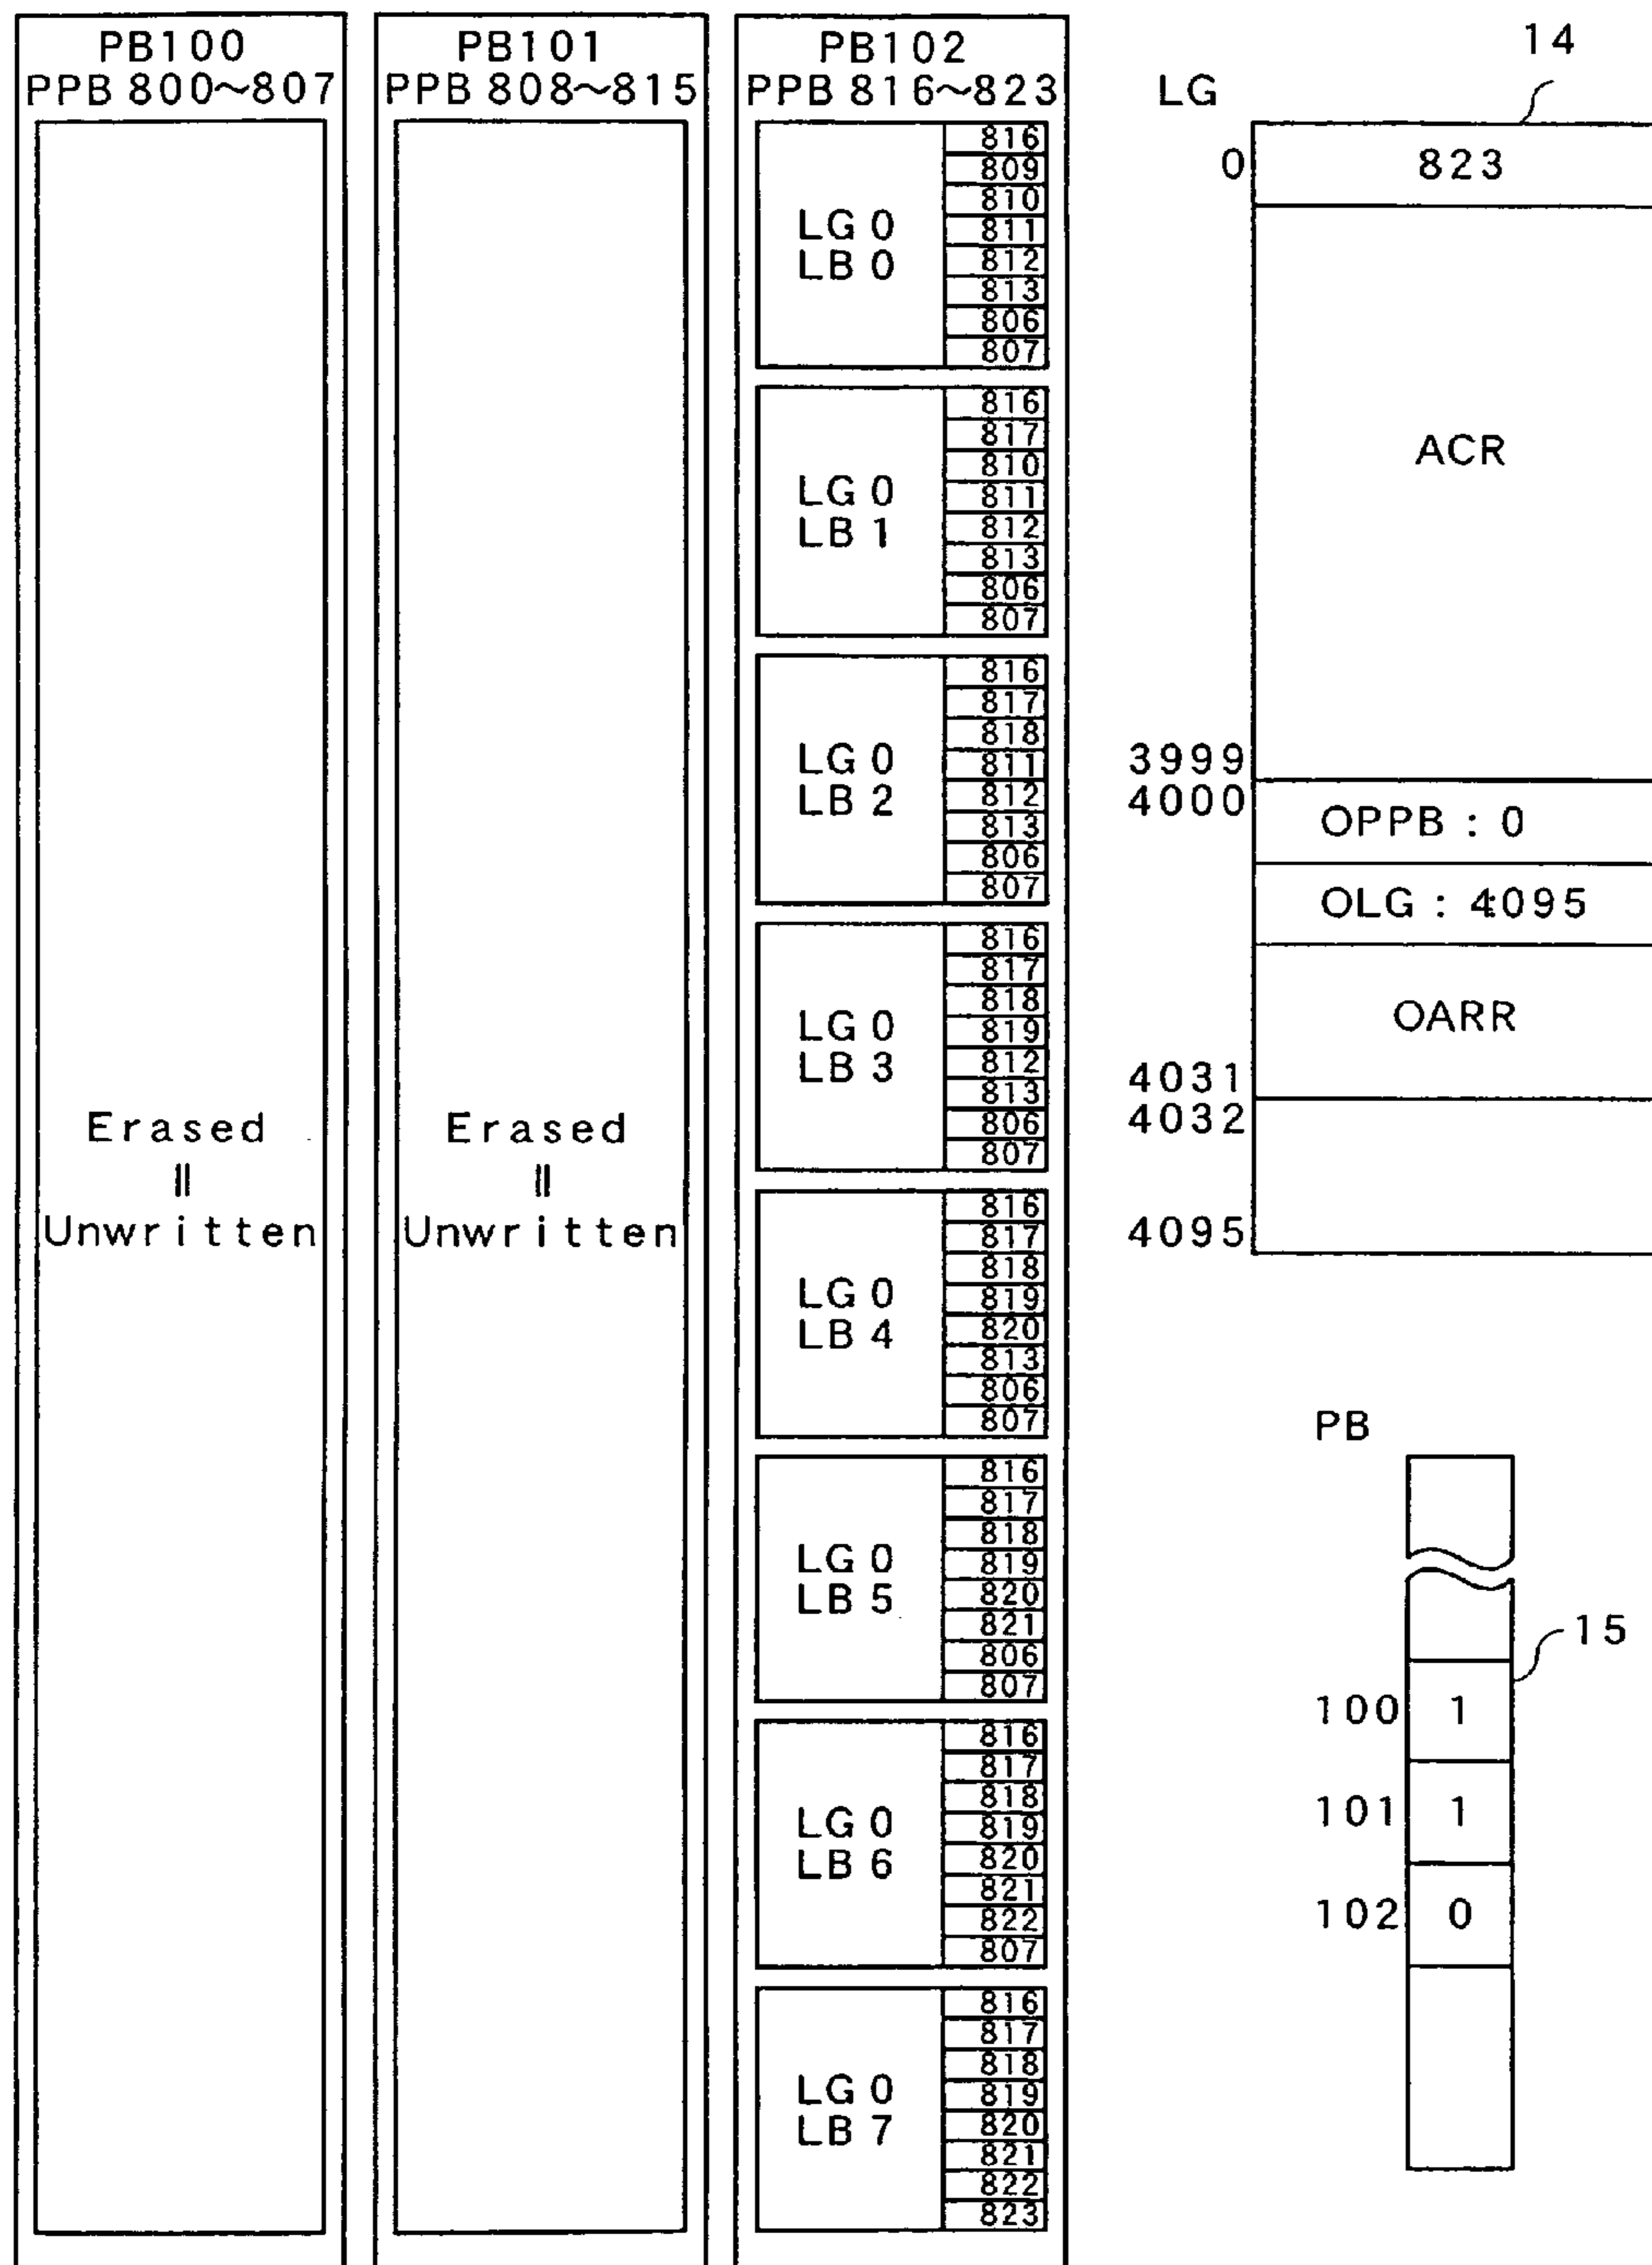 PB100
PPB 800~807
Erased
॥
Unwritten
PB101
PPB 808~815
Erased
॥
Unwritten
PB102
PPB 816~823
LG 0
LB 0
816
809
810
811
812
813
806
807
LG 0
LB 1
816
817
810
811
812
813
806
807
LG 0
LB 2
816
817
818
811
812
813
806
807
LG 0
LB 3
816
817
818
819
812
813
806
807
LG 0
LB 4
816
817
818
819
820
813
806
807
LG 0
LB 5
816
817
818
819
820
821
806
807
LG 0
LB 6
816
817
818
819
820
821
822
807
LG 0
LB 7
816
817
818
819
820
821
822
823
14
LG
0
823
ACR
3999
4000
OPPB : 0
OLG : 4095
OARR
4031
4032
4095
PB
15
100 1
101 1
102 0